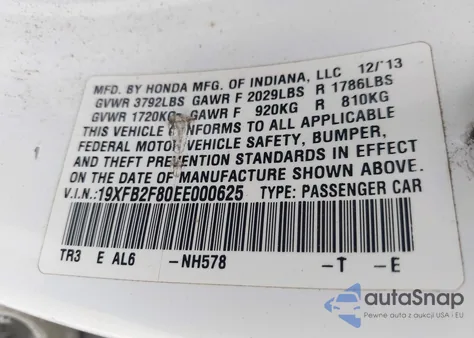 MFD. BY HONDA MFG. OF INDIANA, LLC 12/13
GVWR 3792LBS GAWR F 2029LBS R 1786LBS
GVWR 1720KG GAWR F 920KG R 810KG
THIS VEHICLE CONFORMS TO ALL APPLICABLE
FEDERAL MOTOR VEHICLE SAFETY, BUMPER,
AND THEFT PREVENTION STANDARDS IN EFFECT
ON THE DATE OF MANUFACTURE SHOWN ABOVE.
V.I.N.:19XFB2F80EE000625 TYPE: PASSENGER CAR
TR3 E AL6 -NH578 -T -E
autoSnap
Pewne auta z aukcji USA i EU